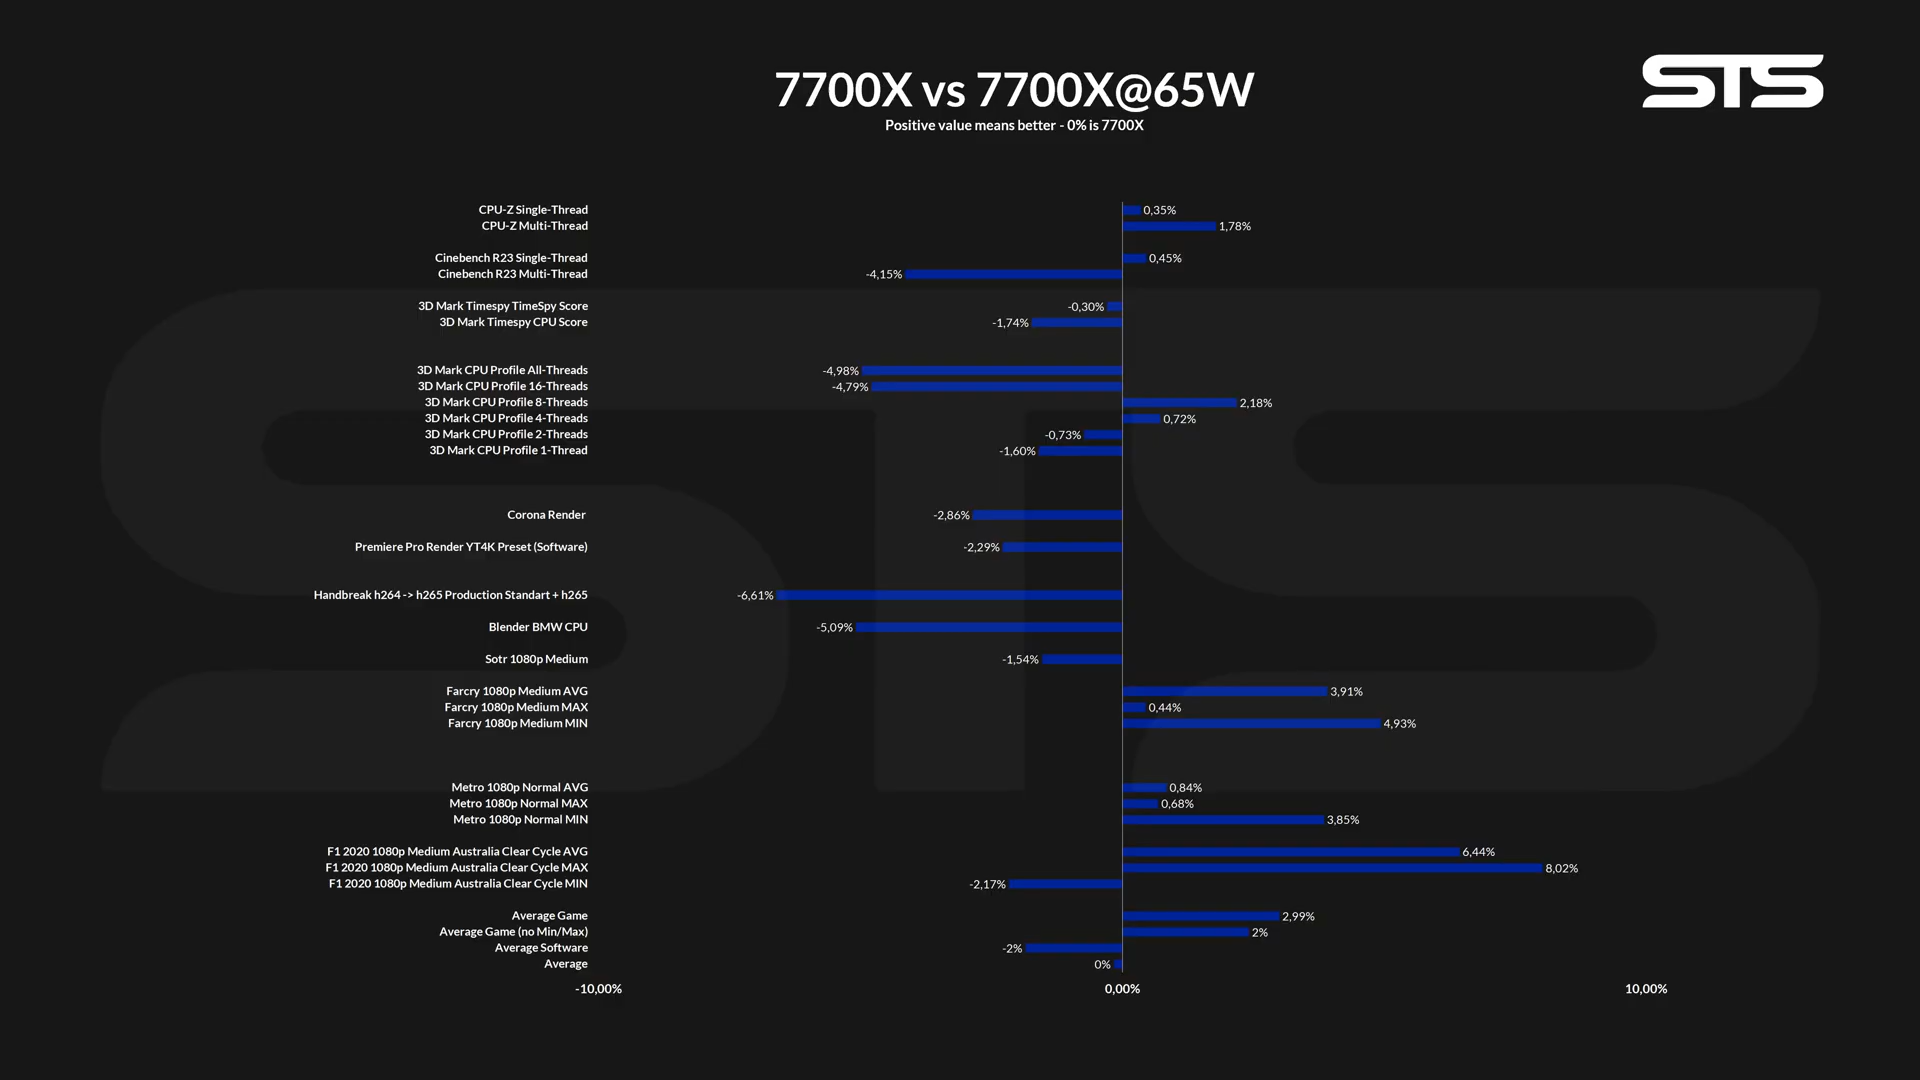 STS
7700X vs 7700X@65W
Positive value means better - 0% is 7700X
CPU-Z Single-Thread 0,35%
CPU-Z Multi-Thread 1,78%
Cinebench R23 Single-Thread 0,45%
Cinebench R23 Multi-Thread -4,15%
3D Mark Timespy TimeSpy Score -0,30%
3D Mark Timespy CPU Score -1,74%
3D Mark CPU Profile All-Threads -4,98%
3D Mark CPU Profile 16-Threads -4,79%
3D Mark CPU Profile 8-Threads 2,18%
3D Mark CPU Profile 4-Threads 0,72%
3D Mark CPU Profile 2-Threads -0,73%
3D Mark CPU Profile 1-Thread -1,60%
Corona Render -2,86%
Premiere Pro Render YT4K Preset (Software) -2,29%
Handbreak h264 -> h265 Production Standart + h265 -6,61%
Blender BMW CPU -5,09%
Sotr 1080p Medium -1,54%
Farcry 1080p Medium AVG 3,91%
Farcry 1080p Medium MAX 0,44%
Farcry 1080p Medium MIN 4,93%
Metro 1080p Normal AVG 0,84%
Metro 1080p Normal MAX 0,68%
Metro 1080p Normal MIN 3,85%
F1 2020 1080p Medium Australia Clear Cycle AVG 6,44%
F1 2020 1080p Medium Australia Clear Cycle MAX 8,02%
F1 2020 1080p Medium Australia Clear Cycle MIN -2,17%
Average Game 2,99%
Average Game (no Min/Max) 2%
Average Software -2%
Average 0%
-10,00% 0,00% 10,00%